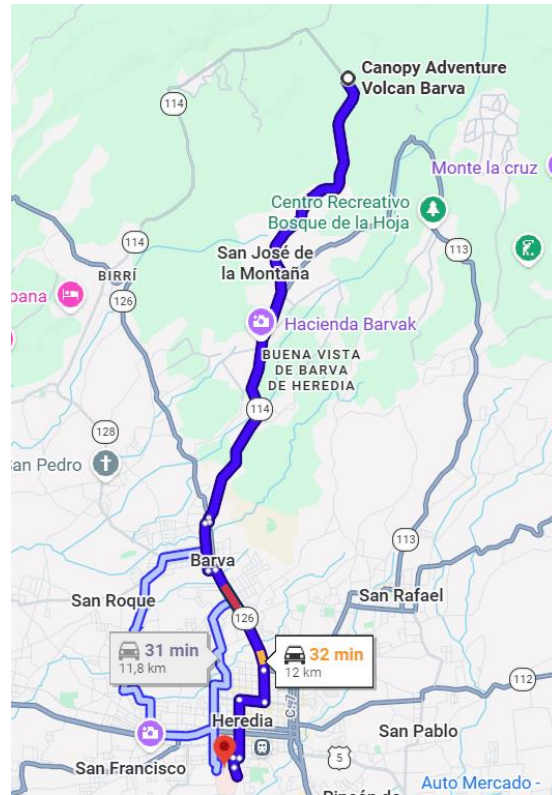 Canopy Adventure
Volcan Barva
114
Monte la cruz
Centro Recreativo
Bosque de la Hoja
114
San José de
la Montaña
113
BIRRÍ
126
Hacienda Barvak
BUENA VISTA
DE BARVA
DE HEREDIA
114
128
San Pedro
113
Barva
San Roque
126
San Rafael
31 min
11,8 km
32 min
12 km
112
Heredia
San Pablo
San Francisco
5
Auto Mercado -